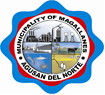 MUNICIPALITY OF MAGALLANES
AGUSAN DEL NORTE